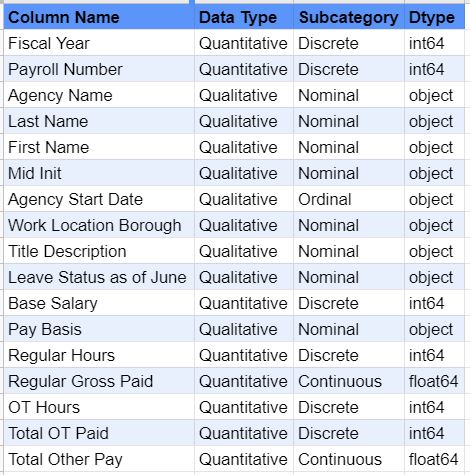 Column Name Data Type Subcategory Dtype
Fiscal Year Quantitative Discrete int64
Payroll Number Quantitative Discrete int64
Agency Name Qualitative Nominal object
Last Name Qualitative Nominal object
First Name Qualitative Nominal object
Mid Init Qualitative Nominal object
Agency Start Date Qualitative Ordinal object
Work Location Borough Qualitative Nominal object
Title Description Qualitative Nominal object
Leave Status as of June Qualitative Nominal object
Base Salary Quantitative Discrete int64
Pay Basis Qualitative Nominal object
Regular Hours Quantitative Discrete int64
Regular Gross Paid Quantitative Continuous float64
OT Hours Quantitative Discrete int64
Total OT Paid Quantitative Discrete int64
Total Other Pay Quantitative Continuous float64